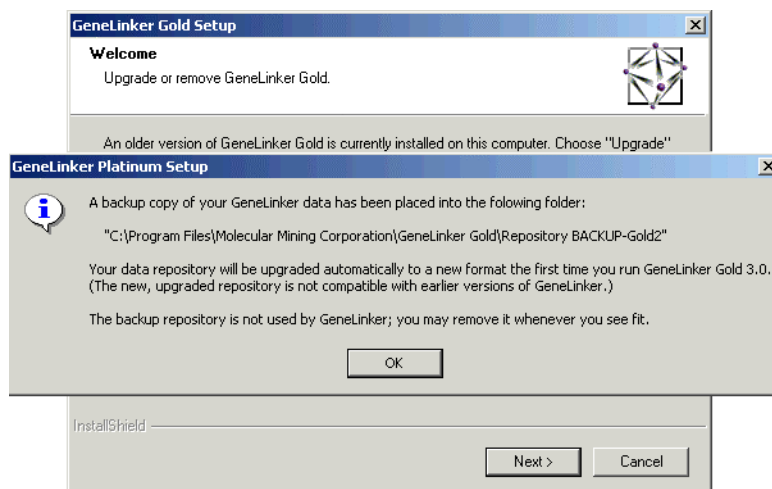 GeneLinker Gold Setup
Welcome
Upgrade or remove GeneLinker Gold.
An older version of GeneLinker Gold is currently installed on this computer. Choose "Upgrade"
GeneLinker Platinum Setup
A backup copy of your GeneLinker data has been placed into the folowing folder:
"C:\Program Files\Molecular Mining Corporation\GeneLinker Gold\Repository BACKUP-Gold2"
Your data repository will be upgraded automatically to a new format the first time you run GeneLinker Gold 3.0.
(The new, upgraded repository is not compatible with earlier versions of GeneLinker.)
The backup repository is not used by GeneLinker; you may remove it whenever you see fit.
OK
InstallShield
Next >
Cancel